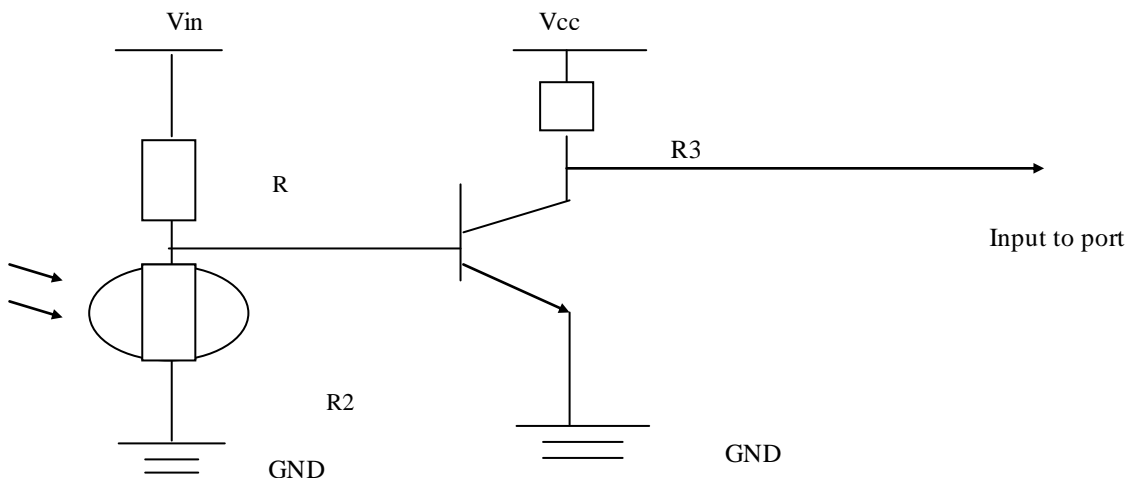 Vin
Vcc
R3
R
Input to port
R2
GND
GND